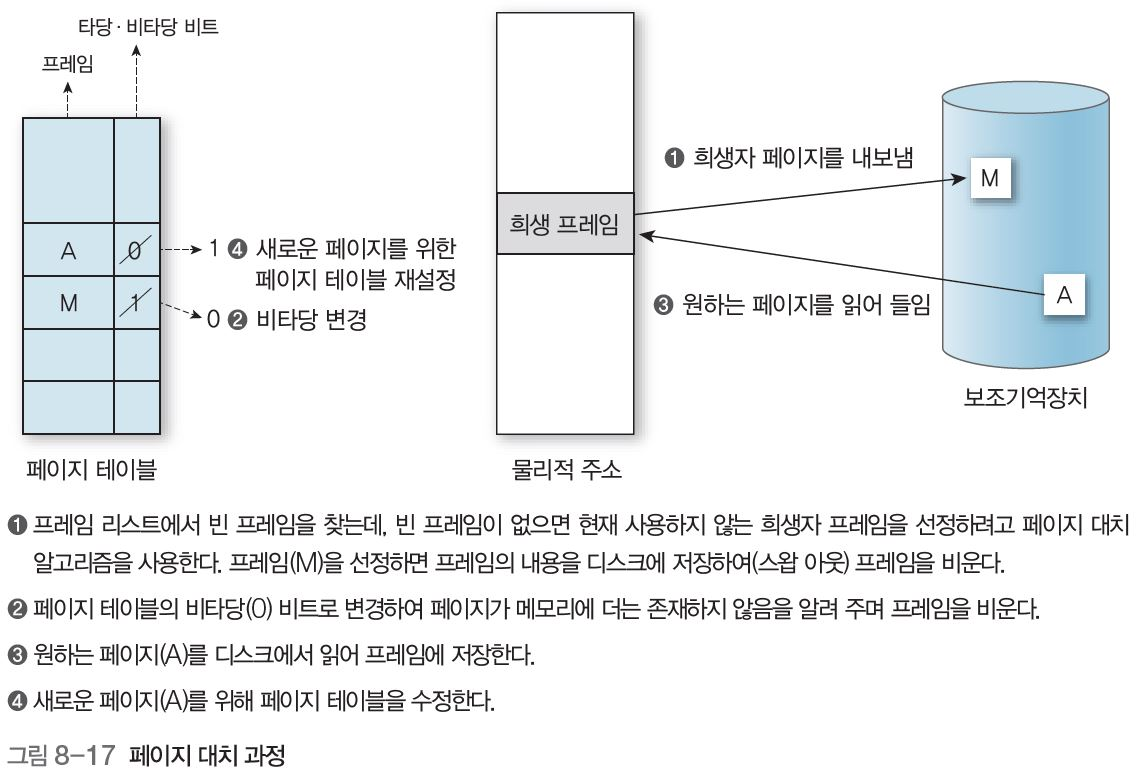 타당·비타당 비트
프레임
A 0
M 1
1 ❹ 새로운 페이지를 위한
페이지 테이블 재설정
0 ❷ 비타당 변경
페이지 테이블
희생 프레임
물리적 주소
❶ 희생자 페이지를 내보냄
❸ 원하는 페이지를 읽어 들임
M
A
보조기억장치
❶ 프레임 리스트에서 빈 프레임을 찾는데, 빈 프레임이 없으면 현재 사용하지 않는 희생자 프레임을 선정하려고 페이지 대치
알고리즘을 사용한다. 프레임(M)을 선정하면 프레임의 내용을 디스크에 저장하여(스왑 아웃) 프레임을 비운다.
❷ 페이지 테이블의 비타당(0) 비트로 변경하여 페이지가 메모리에 더는 존재하지 않음을 알려 주며 프레임을 비운다.
❸ 원하는 페이지(A)를 디스크에서 읽어 프레임에 저장한다.
❹ 새로운 페이지(A)를 위해 페이지 테이블을 수정한다.
그림 8-17 페이지 대치 과정